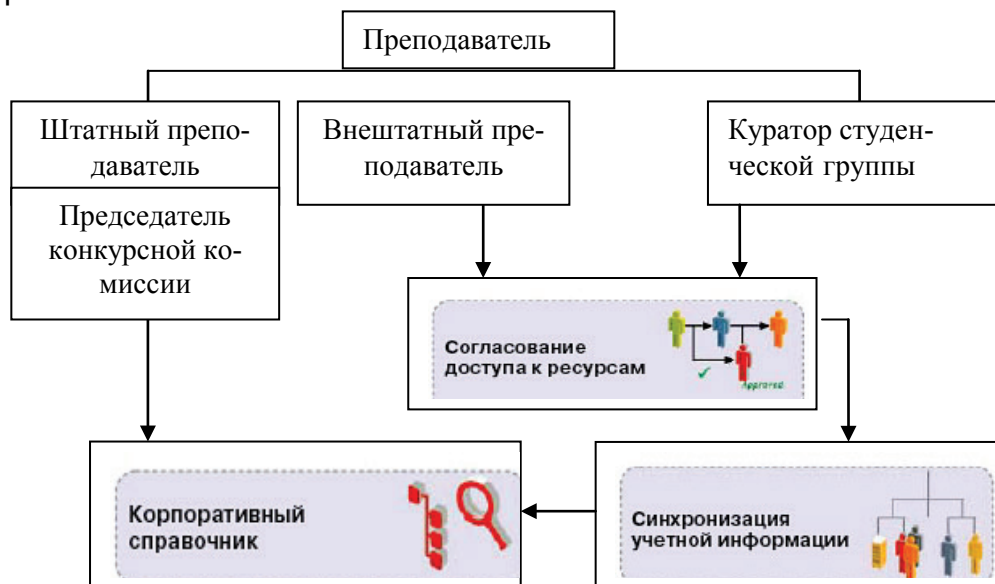 Преподаватель
Штатный препо-
даватель
Внештатный пре-
подаватель
Куратор студен-
ческой группы
Председатель
конкурсной ко-
миссии
Согласование
доступа к ресурсам
Approved
Корпоративный
справочник
Синхронизация
учетной информации